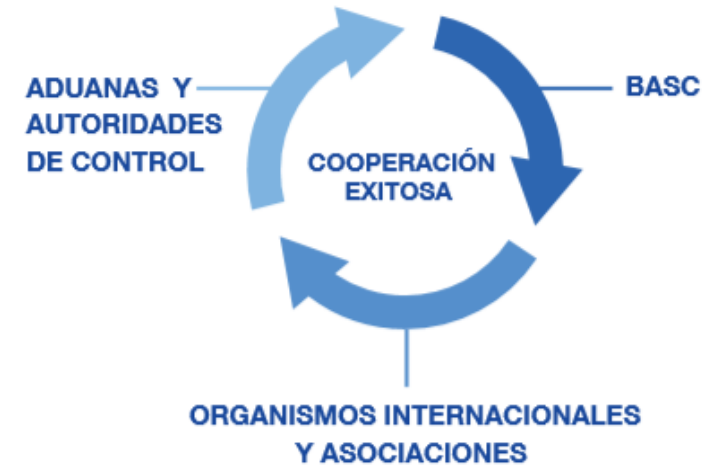 ADUANAS Y
AUTORIDADES
DE CONTROL
BASC
COOPERACIÓN
EXITOSA
ORGANISMOS INTERNACIONALES
Y ASOCIACIONES